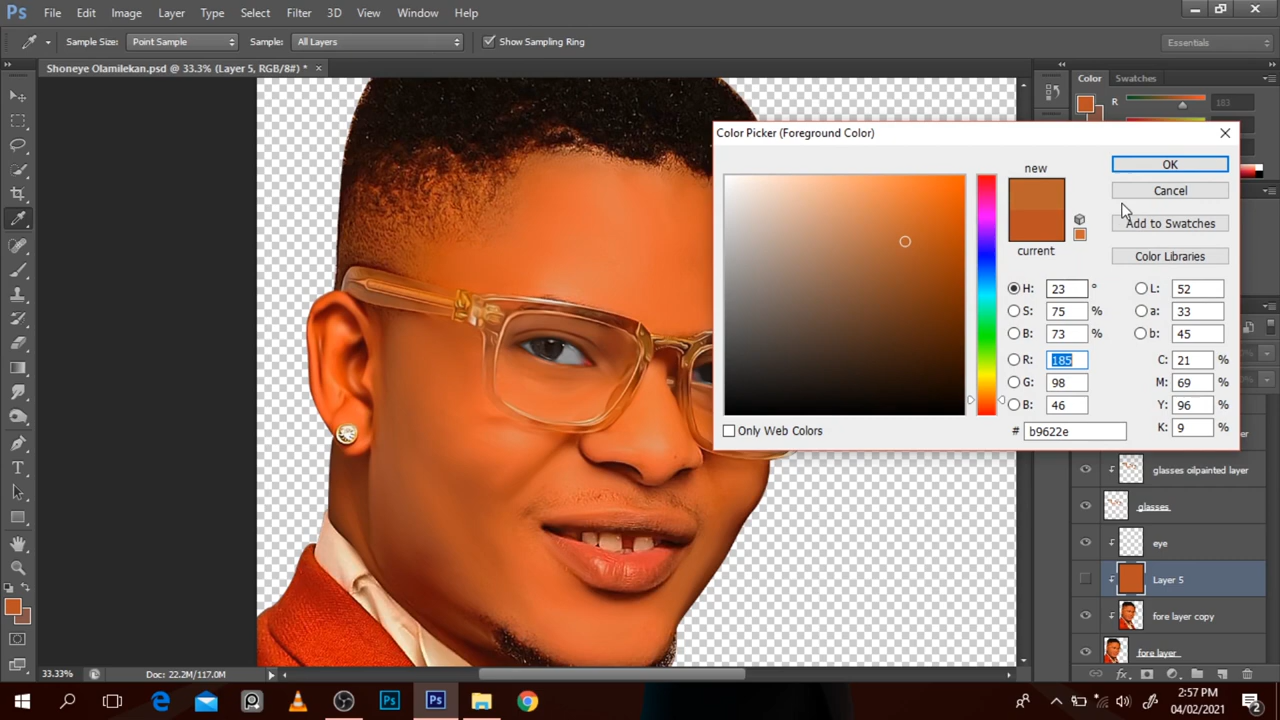 Ps File Edit Image Layer Type Select Filter 3D View Window Help
Sample Size: Point Sample Sample: All Layers Show Sampling Ring Essentials
Shoneye Olamilekan.psd @ 33.3% (Layer 5, RGB/8#) * ×
Color Swatches
R 183
Color Picker (Foreground Color)
new
current
OK
Cancel
Add to Swatches
Color Libraries
H: 23 ° L: 52
S: 75 % a: 33
B: 73 % b: 45
R: 185 C: 21 %
G: 98 M: 69 %
B: 46 Y: 96 %
# b9622e K: 9 %
Only Web Colors
glasses oilpainted layer
glasses
eye
Layer 5
fore layer copy
fore layer
33.33% Doc: 22.2M/117.0M
2:57 PM
04/02/2021
2